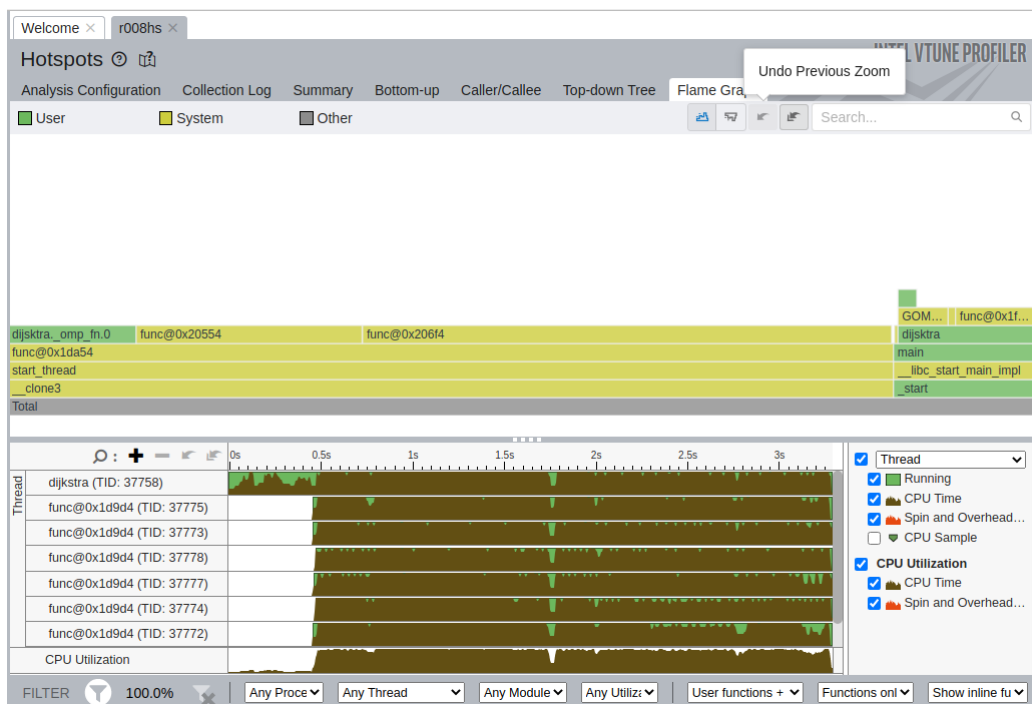 Welcome
r008hs
Hotspots
INTEL VTUNE PROFILER
Undo Previous Zoom
Analysis Configuration Collection Log Summary Bottom-up Caller/Callee Top-down Tree Flame Gra
User System Other
Search...
GOM... func@0x1f...
dijsktra._omp_fn.0 func@0x20554 func@0x206f4 dijsktra
func@0x1da54 main
start_thread __libc_start_main_impl
__clone3 _start
Total
0s 0.5s 1s 1.5s 2s 2.5s 3s
Thread
dijkstra (TID: 37758)
func@0x1d9d4 (TID: 37775)
func@0x1d9d4 (TID: 37773)
func@0x1d9d4 (TID: 37778)
func@0x1d9d4 (TID: 37777)
func@0x1d9d4 (TID: 37774)
func@0x1d9d4 (TID: 37772)
CPU Utilization
Thread
Running
CPU Time
Spin and Overhead...
CPU Sample
CPU Utilization
CPU Time
Spin and Overhead...
FILTER 100.0% Any Proce Any Thread Any Module Any Utiliz User functions + Functions onl Show inline fu